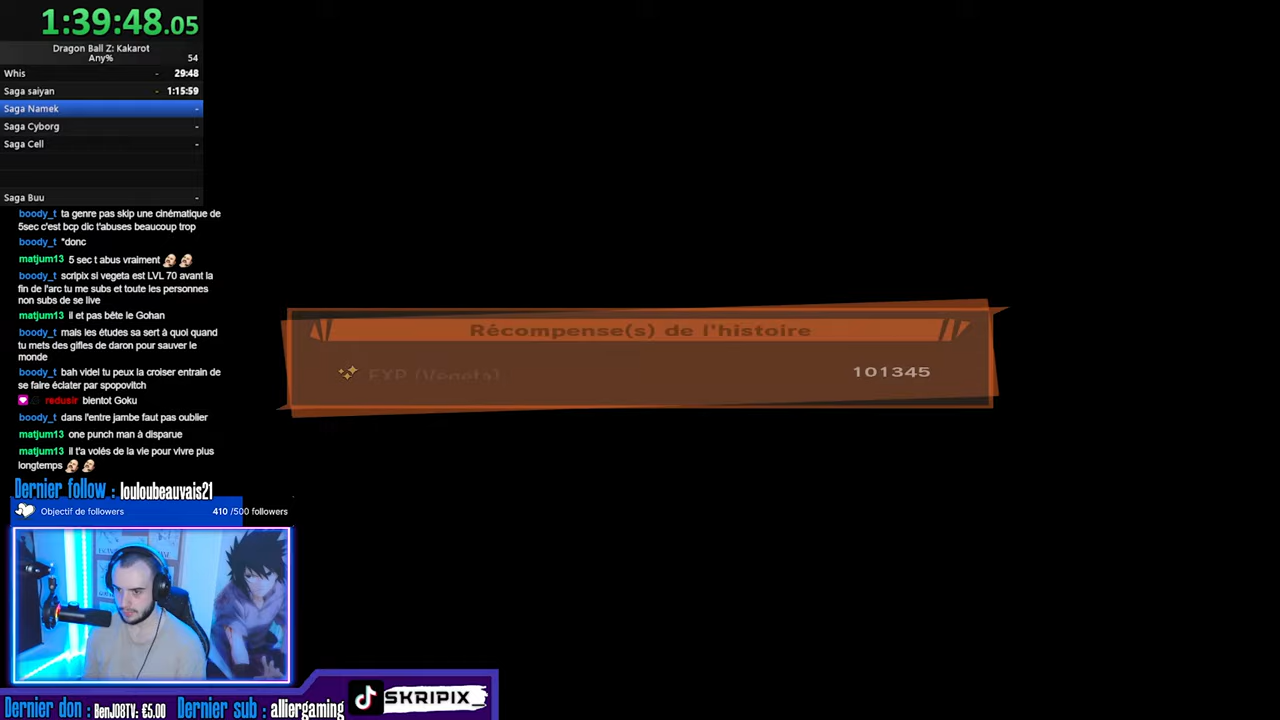 1:39:48.05
Dragon Ball Z: Kakarot
Any% 54
Whis - 29:48
Saga saiyan - 1:15:59
Saga Namek -
Saga Cyborg -
Saga Cell -
Saga Buu -
boody_t ta genre pas skip une cinématique de
5sec c'est bcp dic t'abuses beaucoup trop
boody_t "donc
matjum13 5 sec t abus vraiment
boody_t scripix si vegeta est LVL 70 avant la
fin de l'arc tu me subs et toute les personnes
non subs de se live
matjum13 il et pas bête le Gohan
boody_t mais les études sa sert à quoi quand
tu mets des gifles de daron pour sauver le
monde
boody_t bah videl tu peux la croiser entrain de
se faire éclater par spopovitch
redusir bientot Goku
boody_t dans l'entre jambe faut pas oublier
matjum13 one punch man à disparue
matjum13 il t'a volés de la vie pour vivre plus
longtemps
Récompense(s) de l'histoire
EXP (Vegeta) 101345
Dernier follow : louloubeauvais21
Objectif de followers 410 /500 followers
SKRIPIX_
Dernier don : BenJ08TV: €5.00 Dernier sub : alliergaming